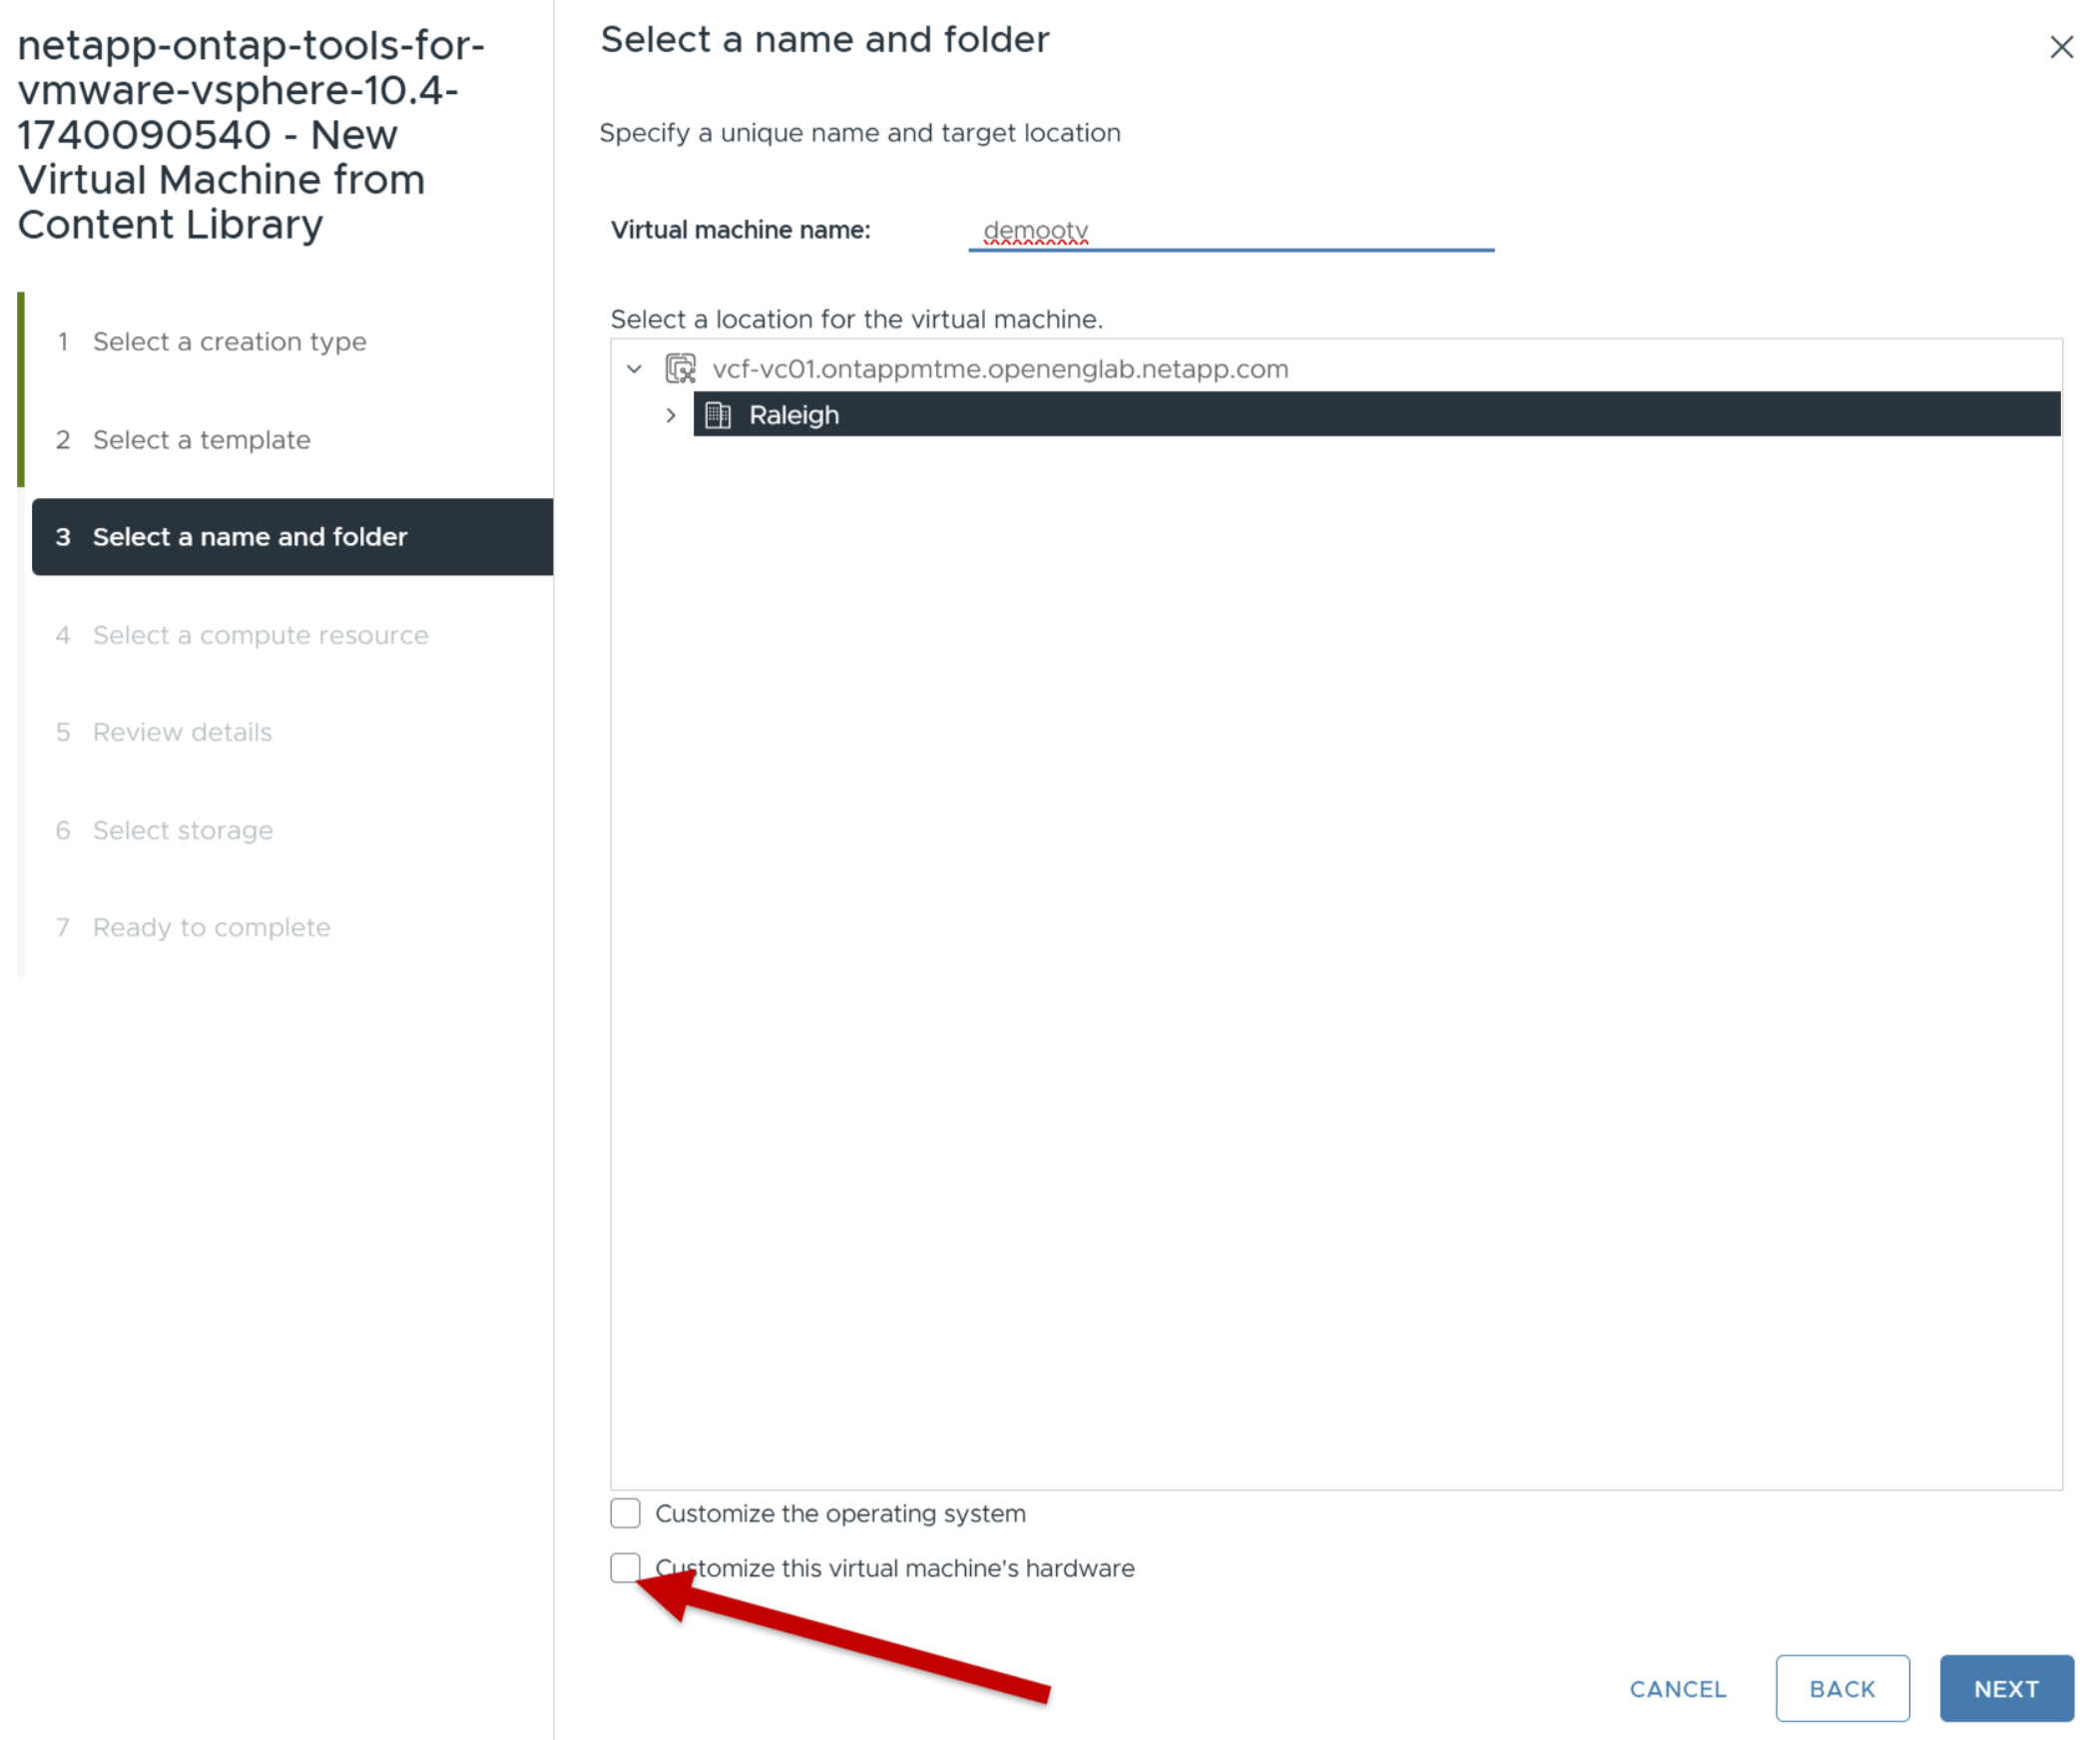 netapp-ontap-tools-for-
vmware-vsphere-10.4-
1740090540 - New
Virtual Machine from
Content Library
1 Select a creation type
2 Select a template
3 Select a name and folder
4 Select a compute resource
5 Review details
6 Select storage
7 Ready to complete
Select a name and folder
Specify a unique name and target location
Virtual machine name: demootv
Select a location for the virtual machine.
vcf-vc01.ontappmtme.openenglab.netapp.com
Raleigh
Customize the operating system
Customize this virtual machine's hardware
CANCEL BACK NEXT